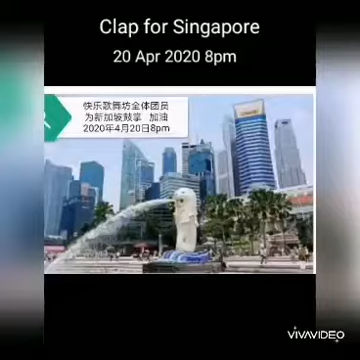 Clap for Singapore
20 Apr 2020 8pm
快乐歌舞坊全体团员
为新加坡鼓掌 加油
2020年4月20日8pm
VIVAVIDEO